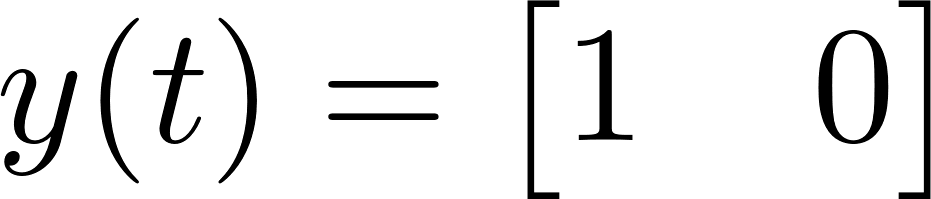 y(t) = [1 0]